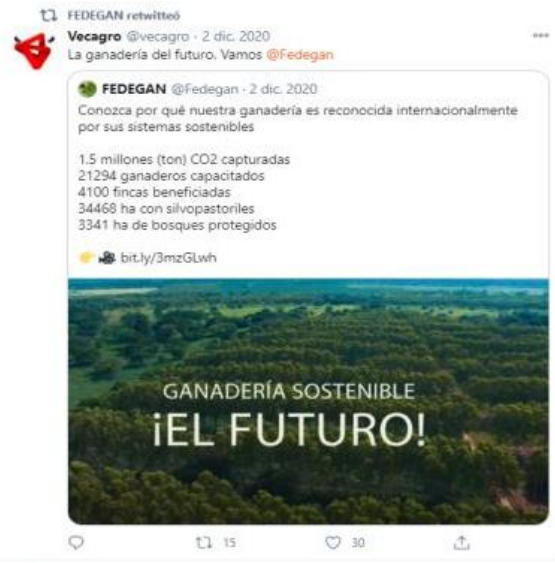 FEDEGAN retwitteó
Vecagro @vecagro · 2 dic. 2020
La ganadería del futuro. Vamos @Fedegan
FEDEGAN @Fedegan · 2 dic. 2020
Conozca por qué nuestra ganadería es reconocida internacionalmente
por sus sistemas sostenibles
1.5 millones (ton) CO2 capturadas
21294 ganaderos capacitados
4100 fincas beneficiadas
34468 ha con silvopastoriles
3341 ha de bosques protegidos
bit.ly/3mzGLwh
GANADERÍA SOSTENIBLE
¡EL FUTURO!
15 30